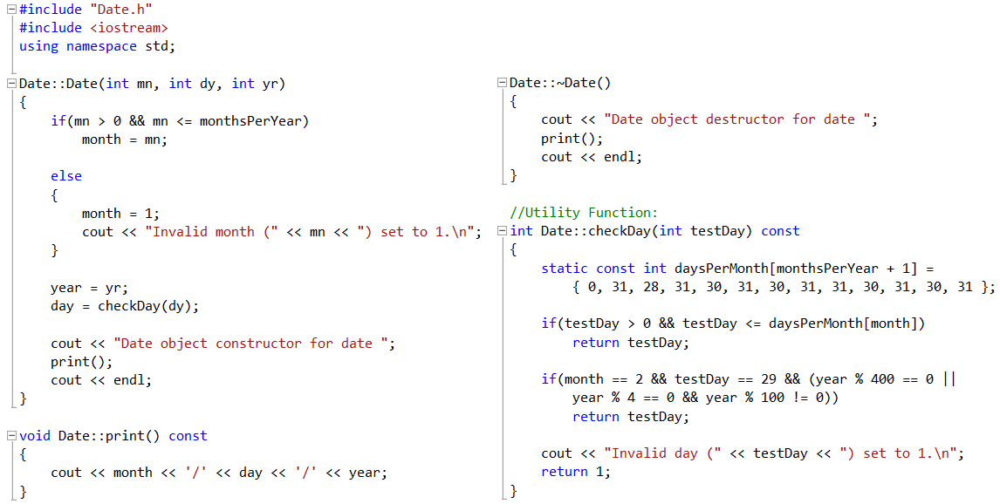 #include "Date.h"
#include <iostream>
using namespace std;

Date::Date(int mn, int dy, int yr)
{
    if(mn > 0 && mn <= monthsPerYear)
        month = mn;

    else
    {
        month = 1;
        cout << "Invalid month (" << mn << ") set to 1.\n";
    }

    year = yr;
    day = checkDay(dy);

    cout << "Date object constructor for date ";
    print();
    cout << endl;
}

void Date::print() const
{
    cout << month << '/' << day << '/' << year;
}

Date::~Date()
{
    cout << "Date object destructor for date ";
    print();
    cout << endl;
}

//Utility Function:
int Date::checkDay(int testDay) const
{
    static const int daysPerMonth[monthsPerYear + 1] =
        { 0, 31, 28, 31, 30, 31, 30, 31, 31, 30, 31, 30, 31 };

    if(testDay > 0 && testDay <= daysPerMonth[month])
        return testDay;

    if(month == 2 && testDay == 29 && (year % 400 == 0 ||
        year % 4 == 0 && year % 100 != 0))
        return testDay;

    cout << "Invalid day (" << testDay << ") set to 1.\n";
    return 1;
}